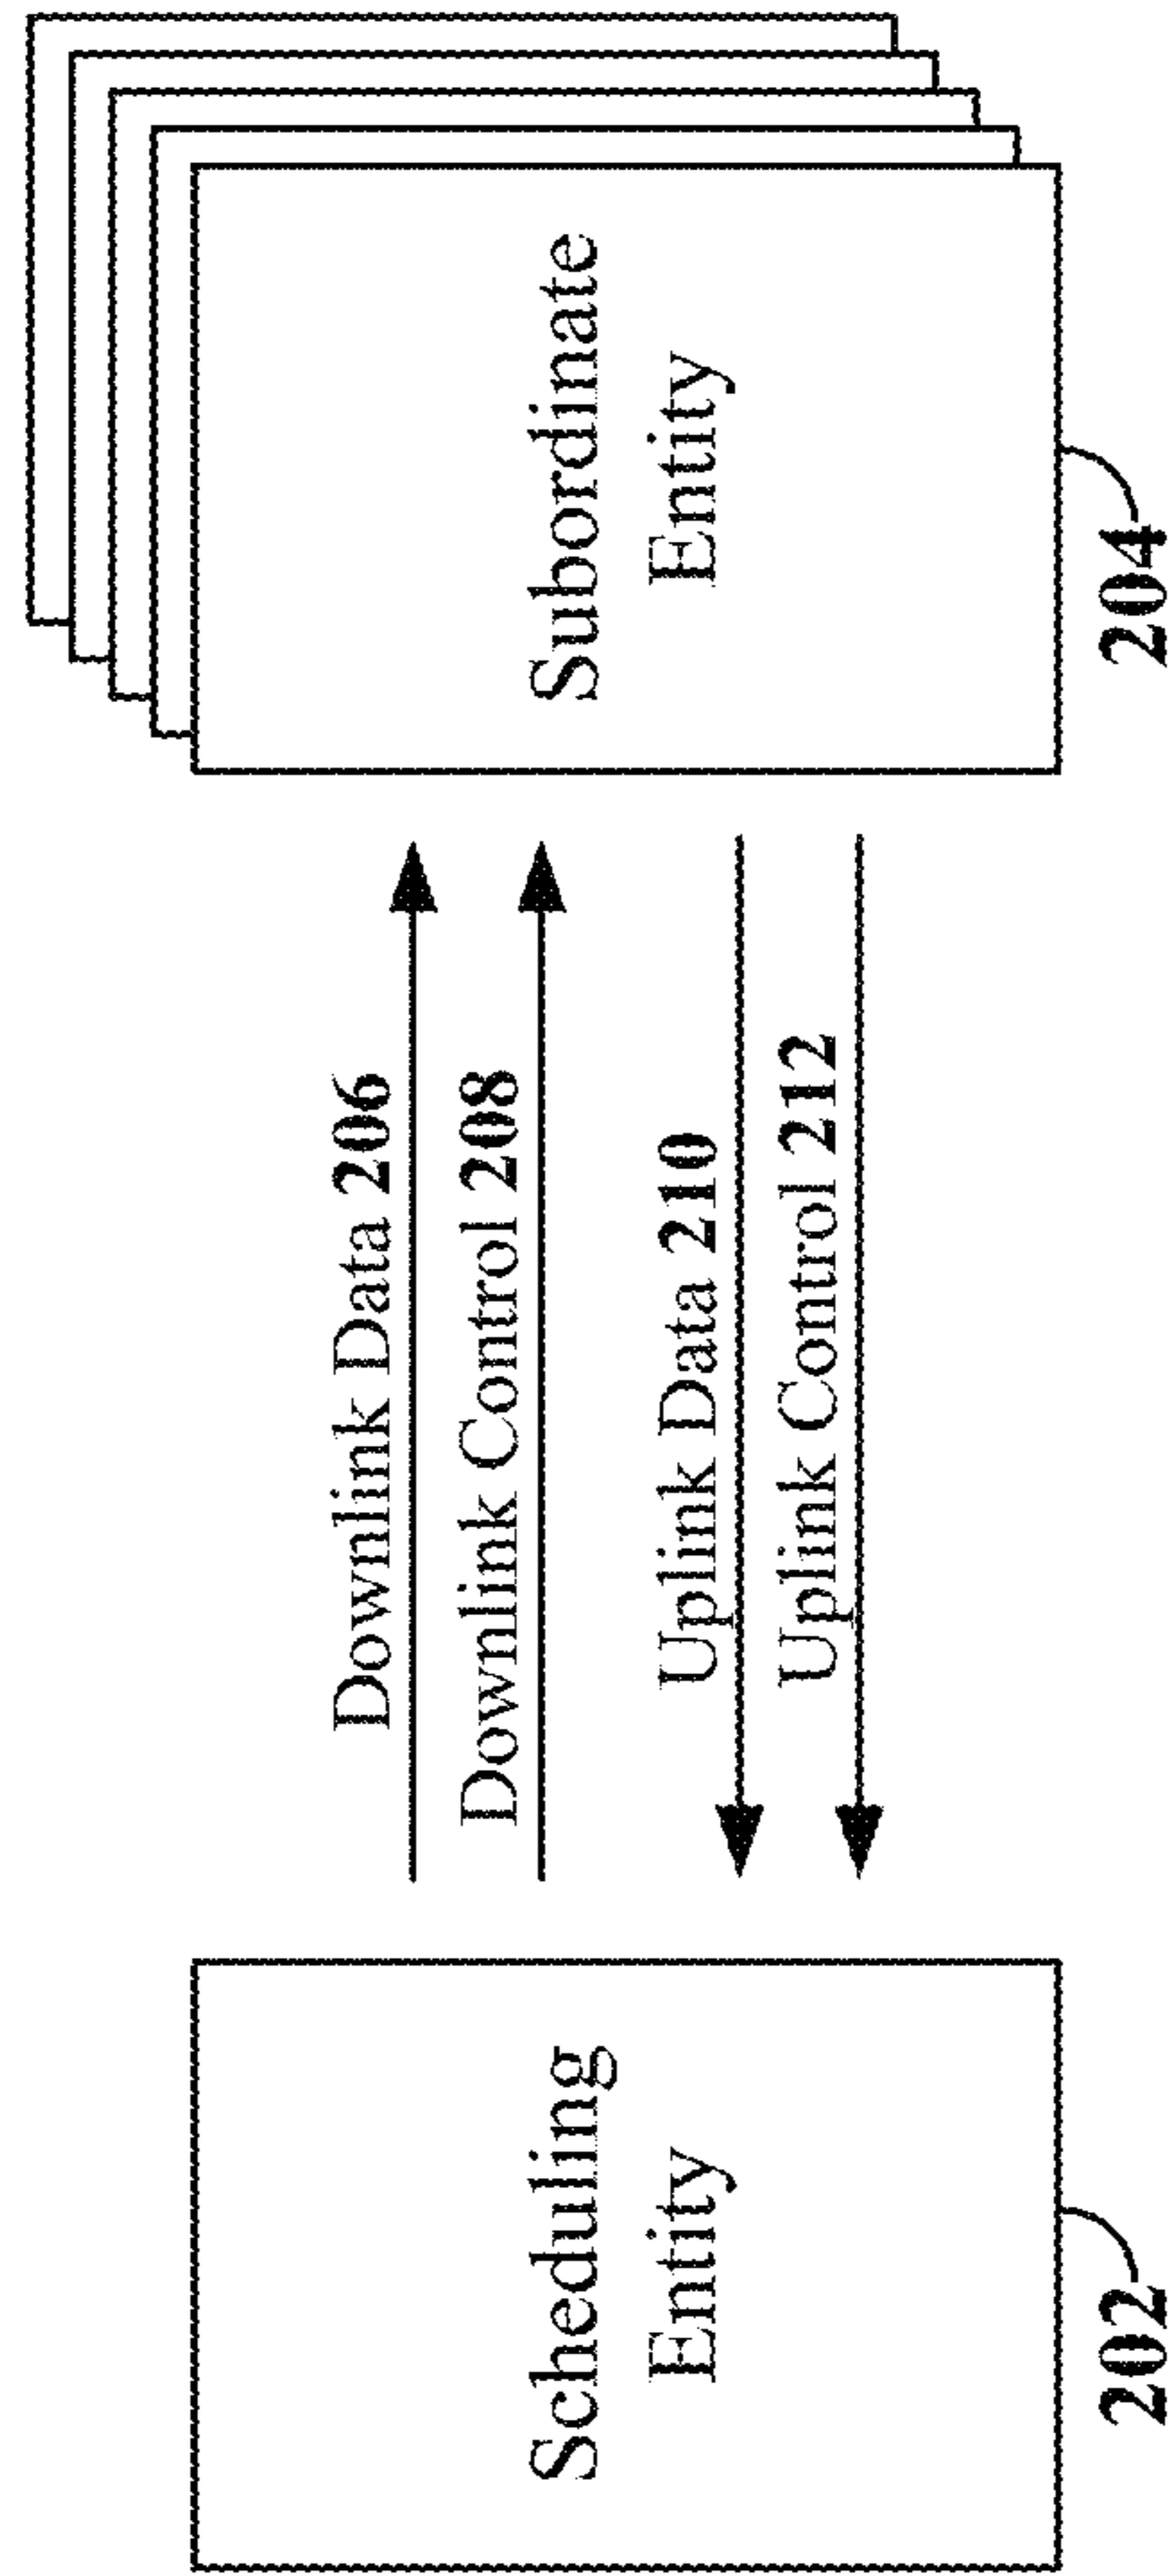 Scheduling
Entity
202
Downlink Data 206
Downlink Control 208
Uplink Data 210
Uplink Control 212
Subordinate
Entity
204